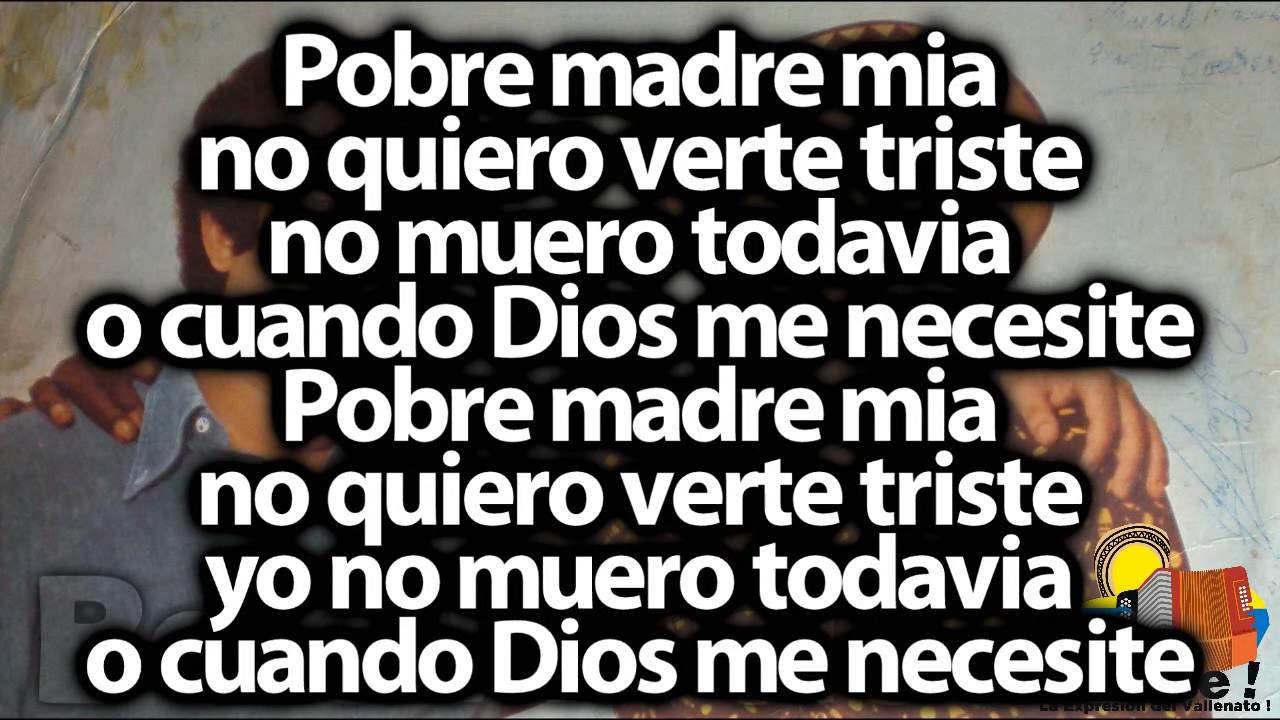 Pobre madre mia
no quiero verte triste
no muero todavia
o cuando Dios me necesite
Pobre madre mia
no quiero verte triste
yo no muero todavia
o cuando Dios me necesite
La Expresión del Vallenato !